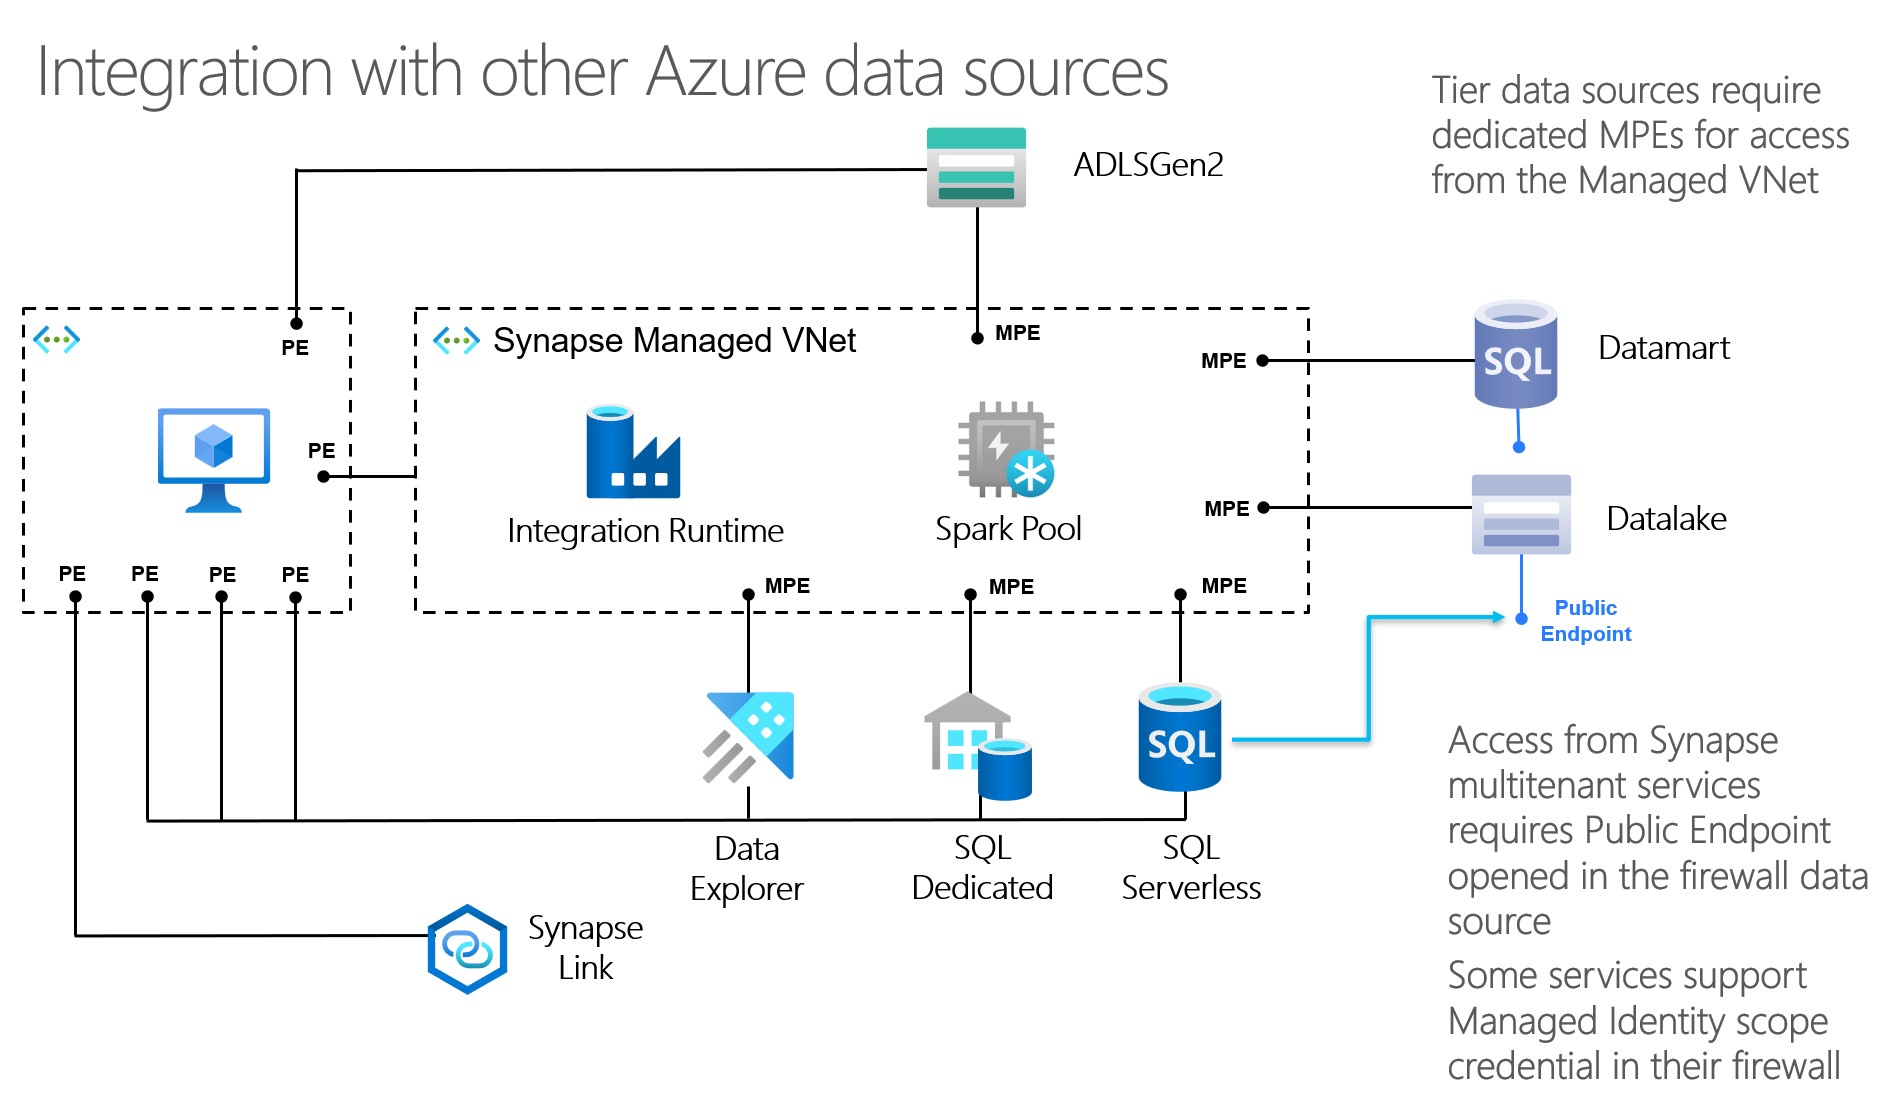 Integration with other Azure data sources
Tier data sources require
dedicated MPEs for access
from the Managed VNet
ADLSGen2
PE
Synapse Managed VNet
MPE
MPE
SQL
Datamart
PE
Integration Runtime
Spark Pool
MPE
Datalake
PE
PE
PE
PE
MPE
MPE
MPE
Public
Endpoint
SQL
Data
Explorer
SQL
Dedicated
SQL
Serverless
Synapse
Link
Access from Synapse
multitenant services
requires Public Endpoint
opened in the firewall data
source
Some services support
Managed Identity scope
credential in their firewall